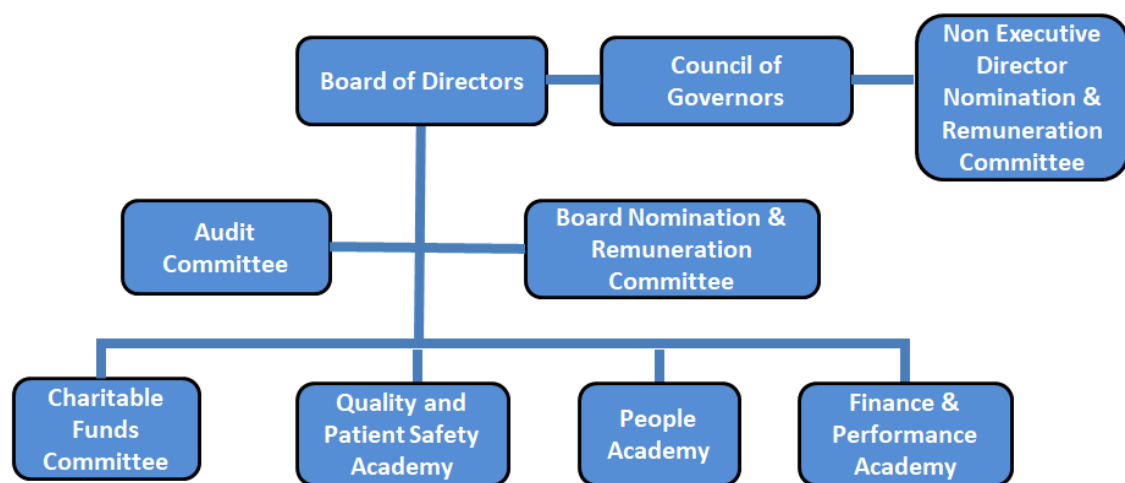 Board of Directors
Council of
Governors
Non Executive
Director
Nomination &
Remuneration
Committee
Audit
Committee
Board Nomination &
Remuneration
Committee
Charitable
Funds
Committee
Quality and
Patient Safety
Academy
People
Academy
Finance &
Performance
Academy